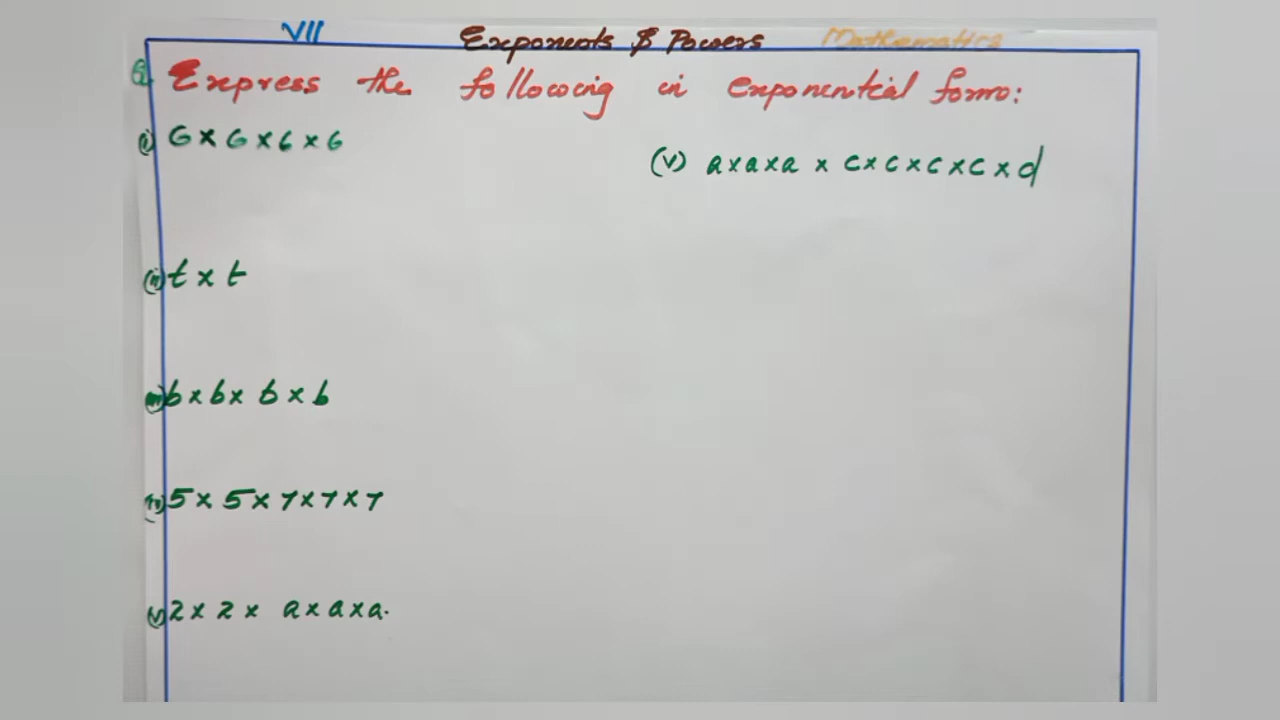 VII Exponents & Powers Mathematics
Q Express the following in exponential form:
(i) 6 × 6 × 6 × 6
(v) a×a×a × c×c×c×c×d
(ii) t × t
(iii) b × b × b × b
(iv) 5 × 5 × 7 × 7 × 7
(v) 2 × 2 × a × a × a.